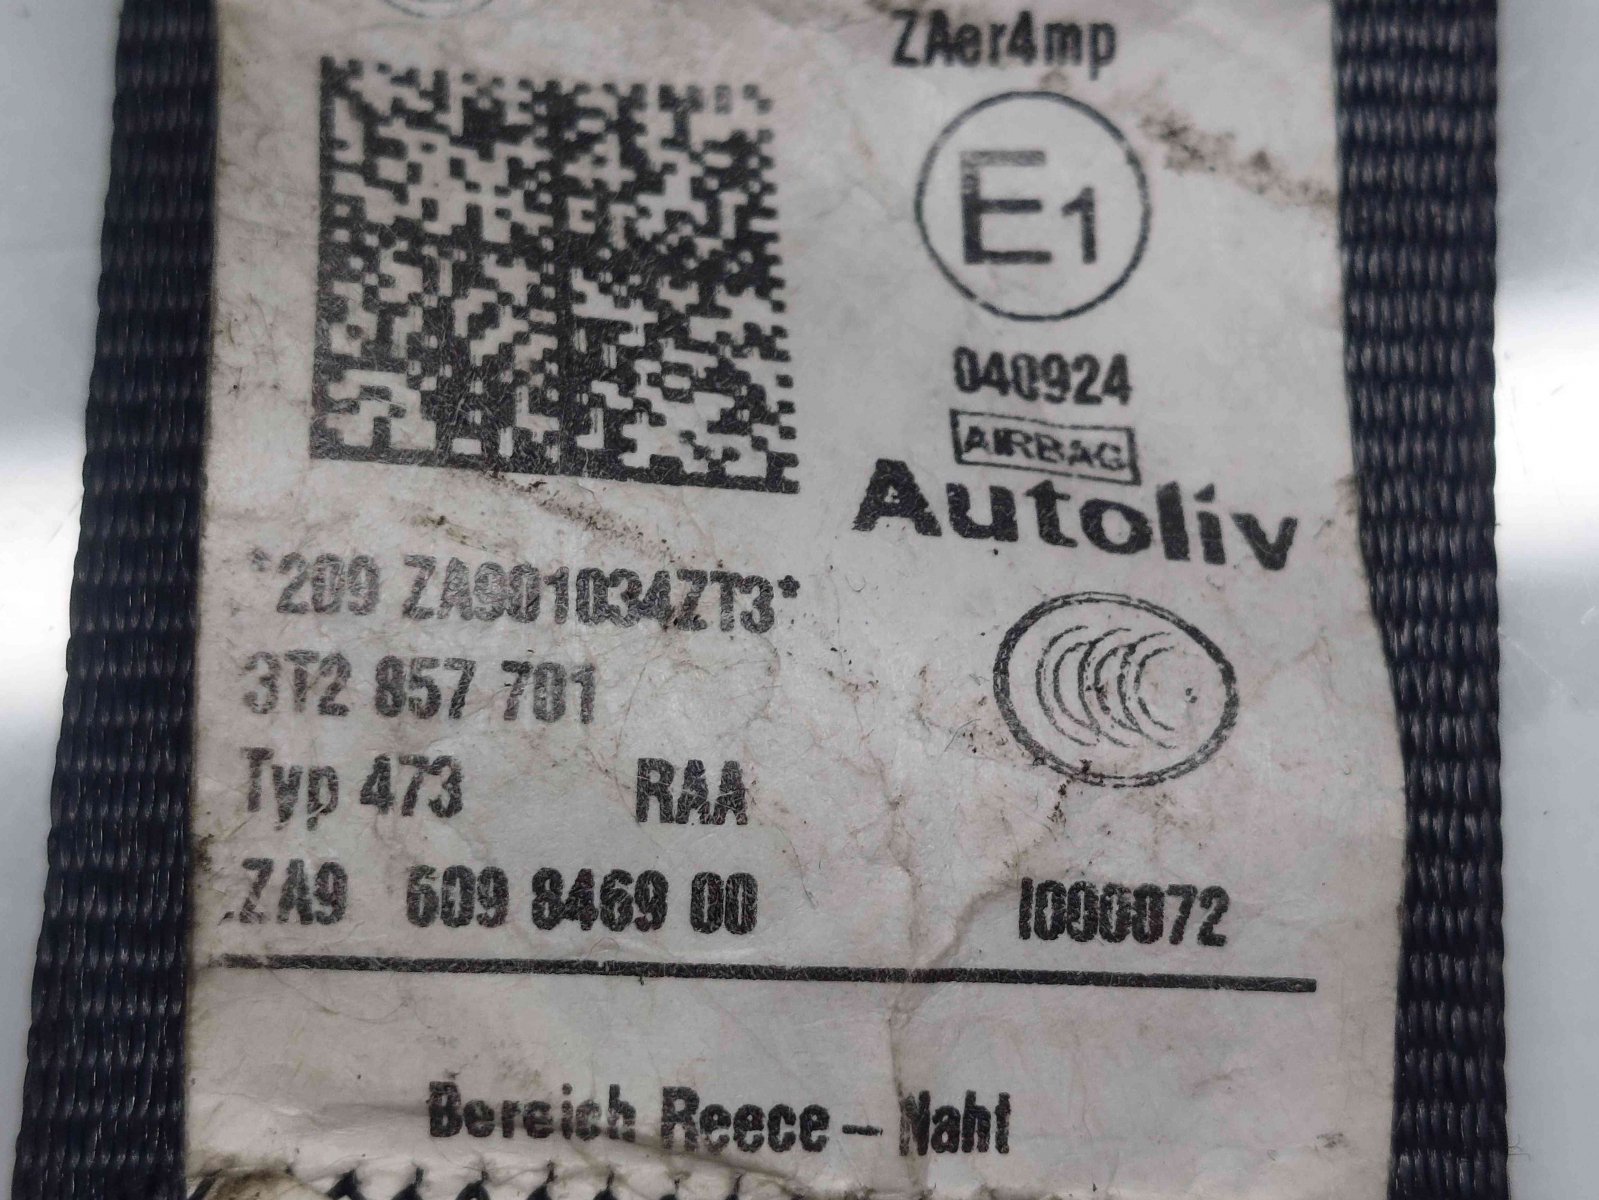 ZAer4mp
E1
040924
AIRBAG
Autoliv
*209 ZA901034ZT3*
3T2 857 701
Typ 473 RAA
ZA9 609 8469 00 I000072
Bereich Reece - Naht